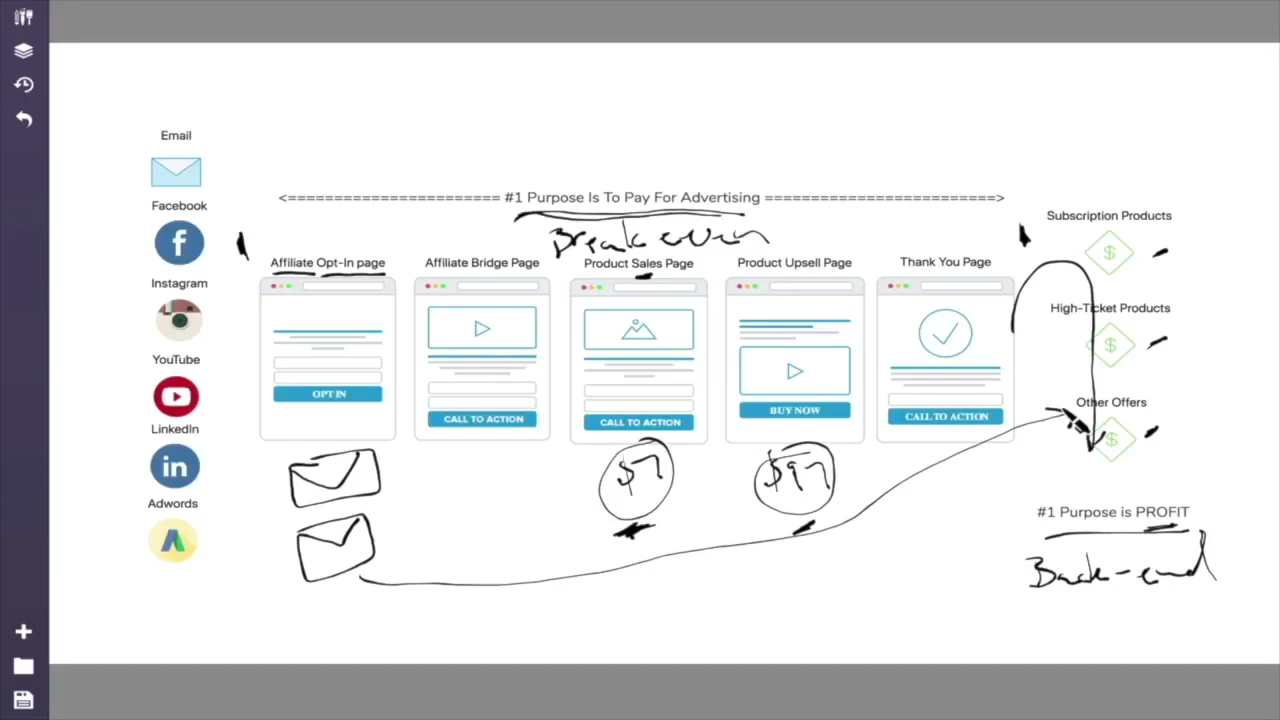 Email
Facebook
Instagram
YouTube
LinkedIn
Adwords
<======================== #1 Purpose Is To Pay For Advertising ==========================>
Break even
Affiliate Opt-In page
Affiliate Bridge Page
Product Sales Page
Product Upsell Page
Thank You Page
OPT IN
CALL TO ACTION
CALL TO ACTION
BUY NOW
CALL TO ACTION
$7
$97
Subscription Products
$
High-Ticket Products
$
Other Offers
$
#1 Purpose is PROFIT
Back-end